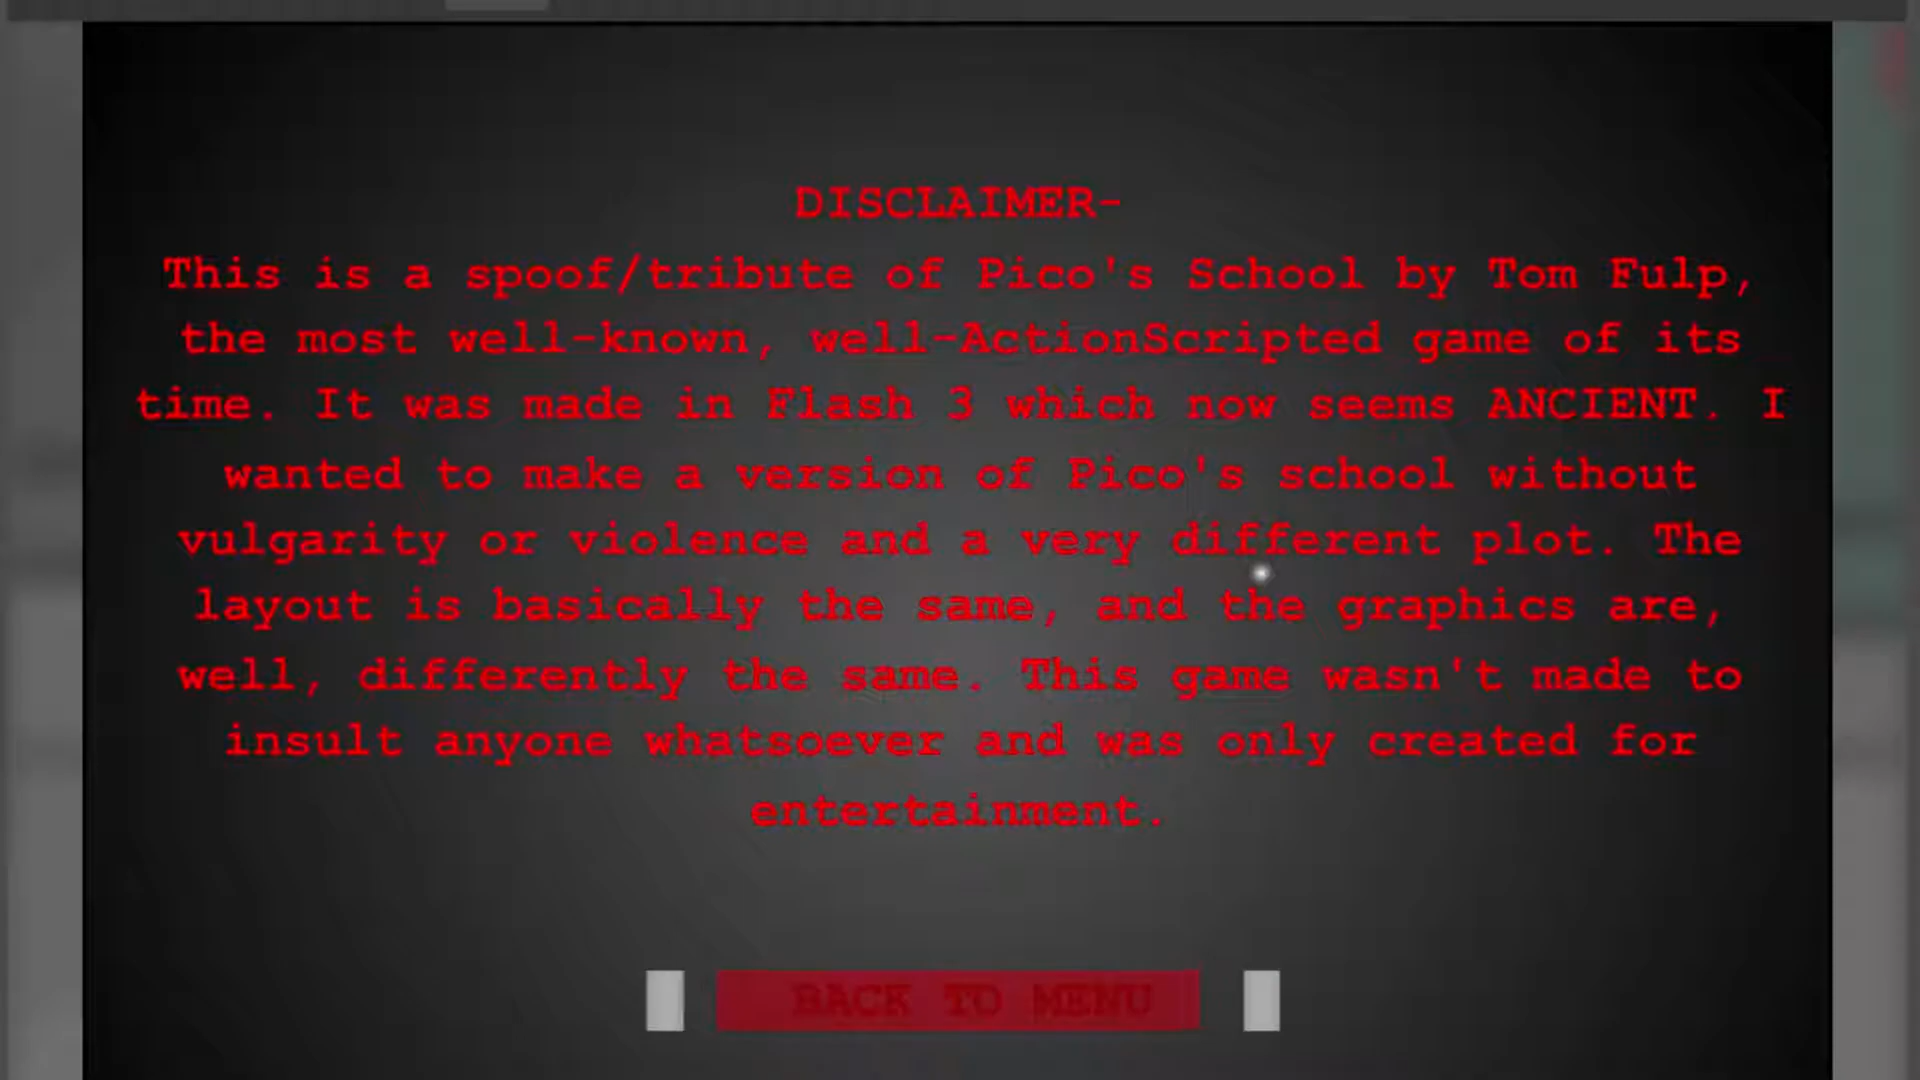 DISCLAIMER-
This is a spoof/tribute of Pico's School by Tom Fulp,
the most well-known, well-ActionScripted game of its
time. It was made in Flash 3 which now seems ANCIENT. I
wanted to make a version of Pico's school without
vulgarity or violence and a very different plot. The
layout is basically the same, and the graphics are,
well, differently the same. This game wasn't made to
insult anyone whatsoever and was only created for
entertainment.
BACK TO MENU